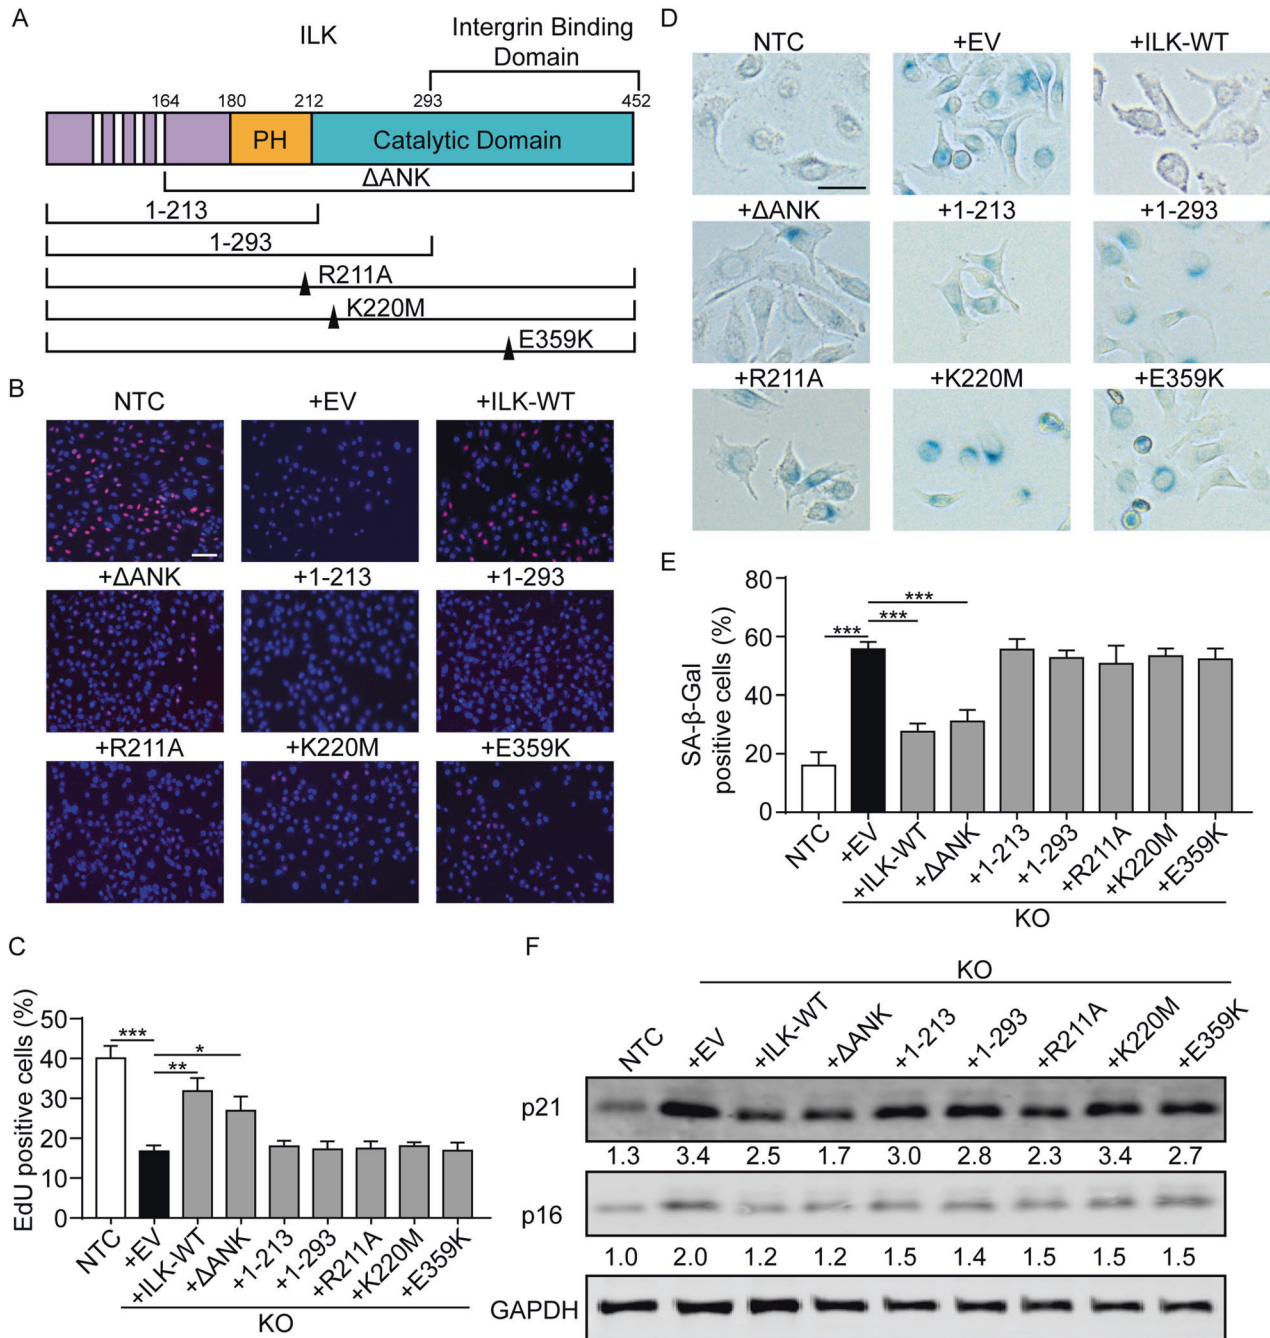 A
ILK
Intergrin Binding
Domain
164 180 212 293 452
PH
Catalytic Domain
ΔANK
1-213
1-293
R211A
K220M
E359K
B
NTC +EV +ILK-WT
+ΔANK +1-213 +1-293
+R211A +K220M +E359K
C
EdU positive cells (%)
50
40
30
20
10
0
***
**
*
NTC
+EV
+ILK-WT
+ΔANK
+1-213
+1-293
+R211A
+K220M
+E359K
KO
D
NTC +EV +ILK-WT
+ΔANK +1-213 +1-293
+R211A +K220M +E359K
E
SA-β-Gal
positive cells (%)
80
60
40
20
0
***
***
***
NTC
+EV
+ILK-WT
+ΔANK
+1-213
+1-293
+R211A
+K220M
+E359K
KO
F
KO
NTC
+EV
+ILK-WT
+ΔANK
+1-213
+1-293
+R211A
+K220M
+E359K
p21
1.3 3.4 2.5 1.7 3.0 2.8 2.3 3.4 2.7
p16
1.0 2.0 1.2 1.2 1.5 1.4 1.5 1.5 1.5
GAPDH